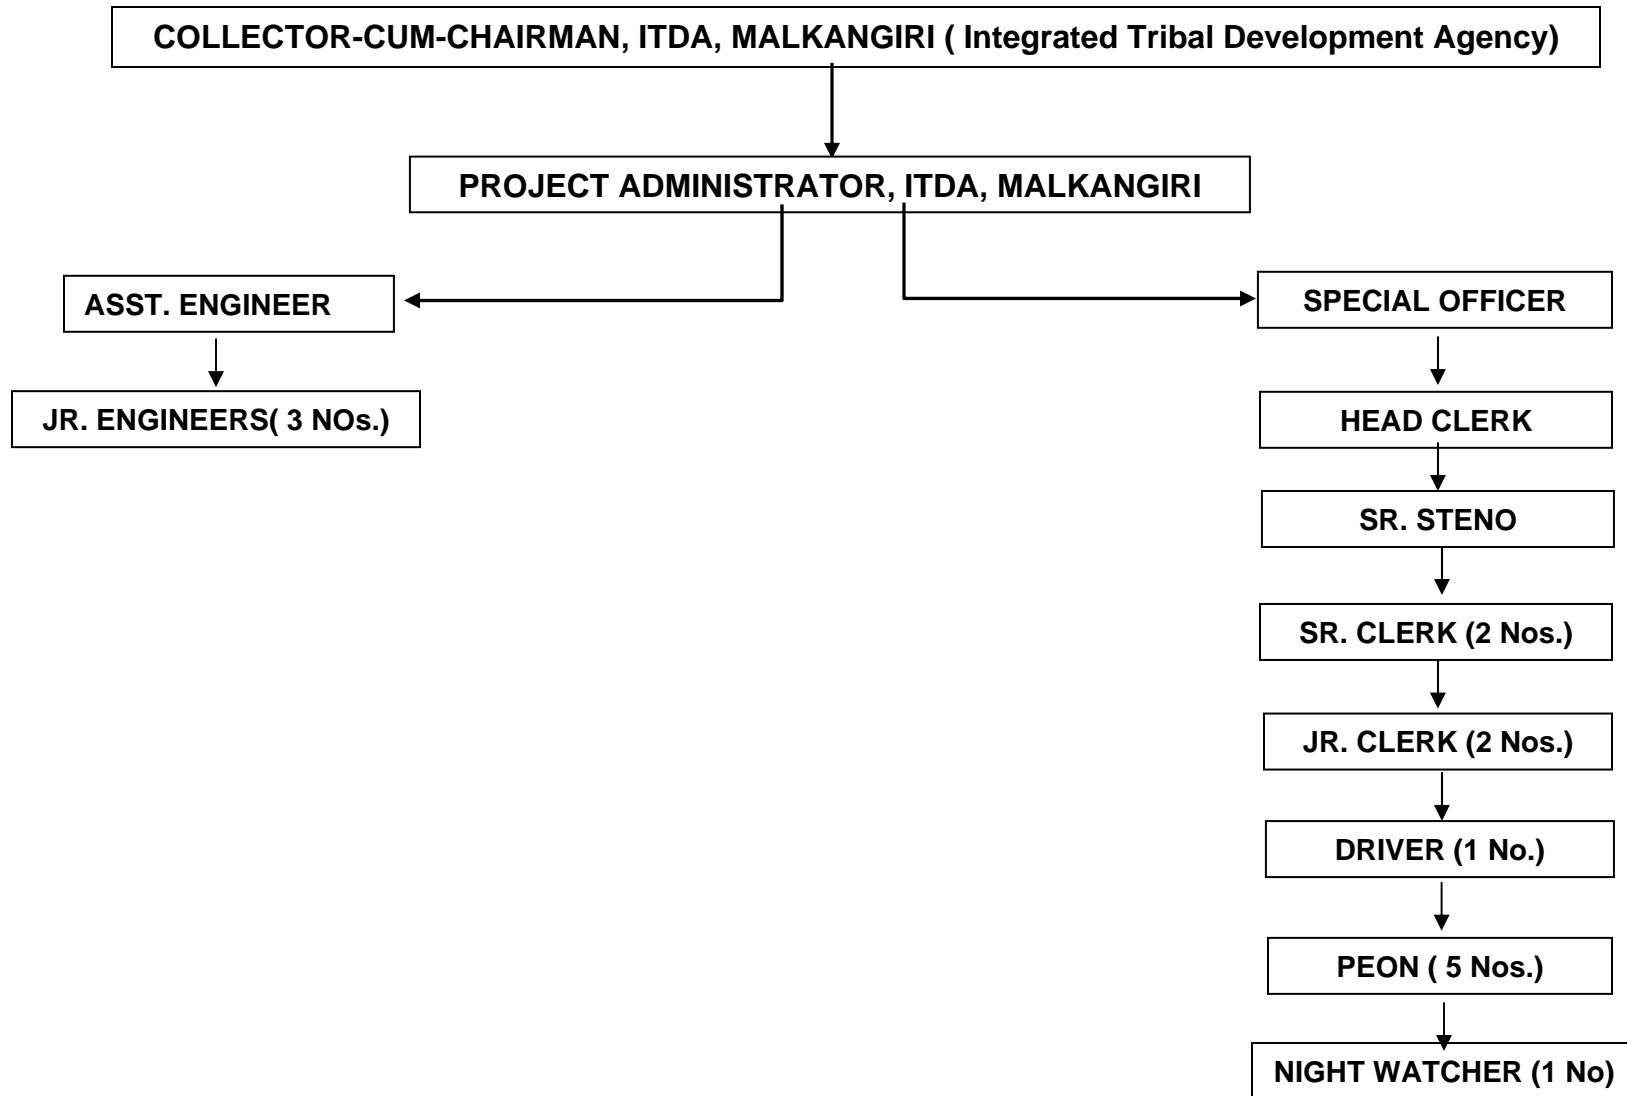 COLLECTOR-CUM-CHAIRMAN, ITDA, MALKANGIRI ( Integrated Tribal Development Agency)
PROJECT ADMINISTRATOR, ITDA, MALKANGIRI
ASST. ENGINEER
SPECIAL OFFICER
JR. ENGINEERS( 3 NOs.)
HEAD CLERK
SR. STENO
SR. CLERK (2 Nos.)
JR. CLERK (2 Nos.)
DRIVER (1 No.)
PEON ( 5 Nos.)
NIGHT WATCHER (1 No)